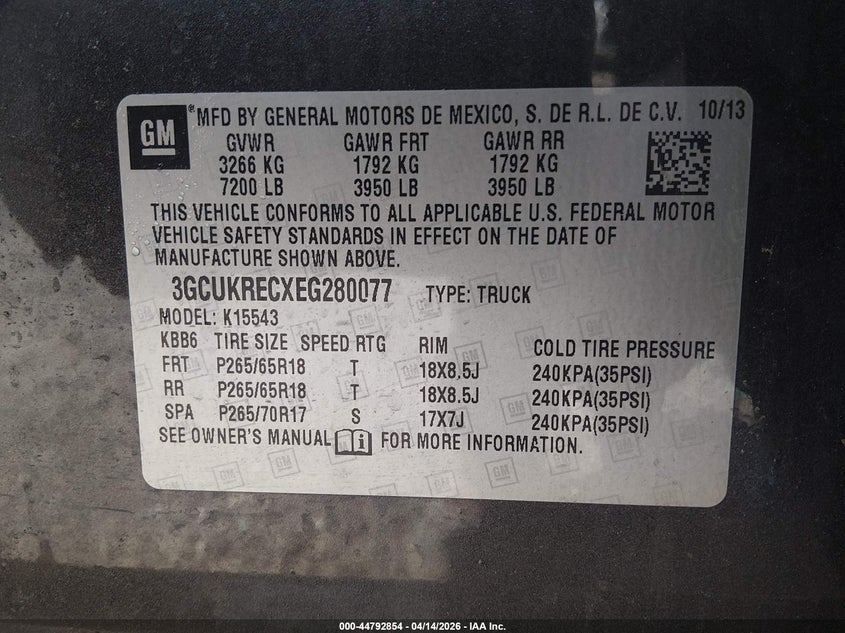 GM
® MFD BY GENERAL MOTORS DE MEXICO, S. DE R.L. DE C.V. 10/13
GVWR GAWR FRT GAWR RR
3266 KG 1792 KG 1792 KG
7200 LB 3950 LB 3950 LB
THIS VEHICLE CONFORMS TO ALL APPLICABLE U.S. FEDERAL MOTOR
VEHICLE SAFETY STANDARDS IN EFFECT ON THE DATE OF
MANUFACTURE SHOWN ABOVE.
3GCUKRECXEG280077 TYPE: TRUCK
MODEL: K15543
KBB6 TIRE SIZE SPEED RTG RIM COLD TIRE PRESSURE
FRT P265/65R18 T 18X8.5J 240KPA(35PSI)
RR P265/65R18 T 18X8.5J 240KPA(35PSI)
SPA P265/70R17 S 17X7J 240KPA(35PSI)
SEE OWNER'S MANUAL FOR MORE INFORMATION.
000-44792854 - 04/14/2026 - IAA Inc.